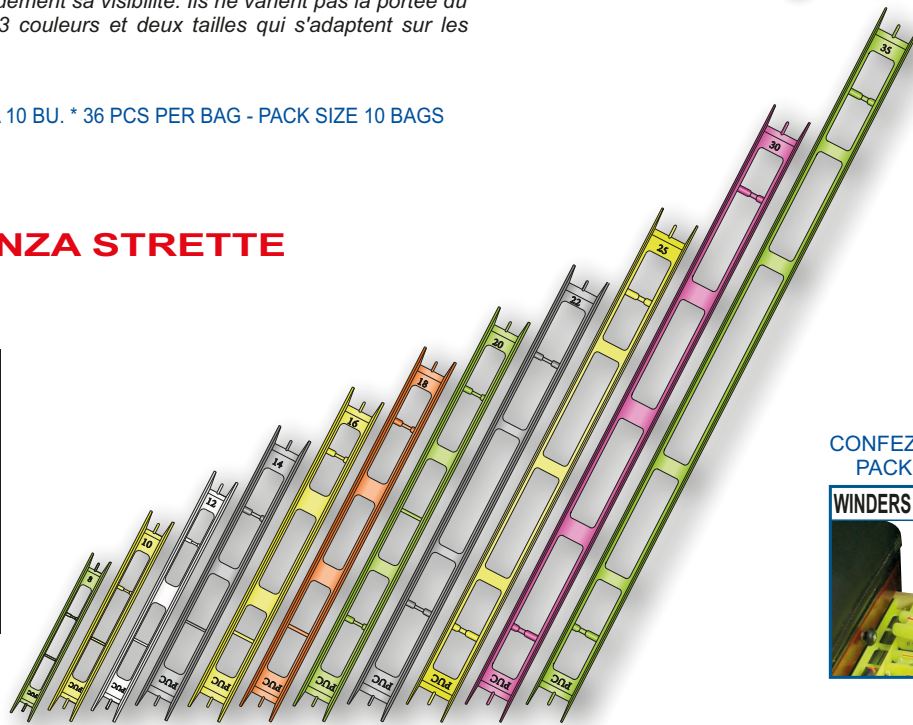 dement sa visibilité. Ils ne varient pas la portée du
3 couleurs et deux tailles qui s'adaptent sur les
10 BU. * 36 PCS PER BAG - PACK SIZE 10 BAGS
NZA STRETTE
35
30
25
22
20
18
16
14
12
10
8
PUC
PUC
PUC
PUC
PUC
PUC
PUC
PUC
PUC
PUC
PUC
CONFEZ
PACK
WINDERS